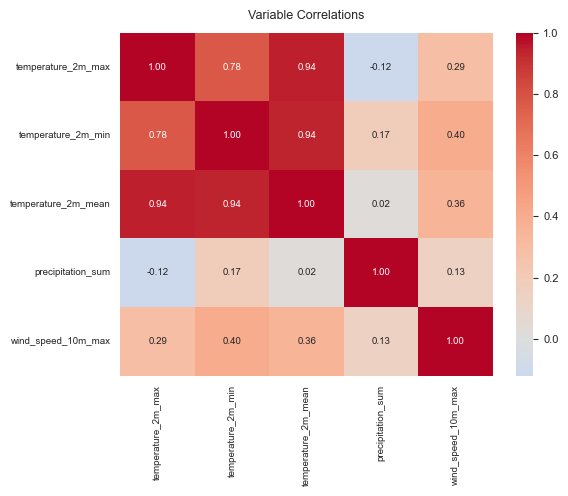 Variable Correlations
temperature_2m_max 1.00 0.78 0.94 -0.12 0.29
temperature_2m_min 0.78 1.00 0.94 0.17 0.40
temperature_2m_mean 0.94 0.94 1.00 0.02 0.36
precipitation_sum -0.12 0.17 0.02 1.00 0.13
wind_speed_10m_max 0.29 0.40 0.36 0.13 1.00
temperature_2m_max
temperature_2m_min
temperature_2m_mean
precipitation_sum
wind_speed_10m_max
1.0
0.8
0.6
0.4
0.2
0.0